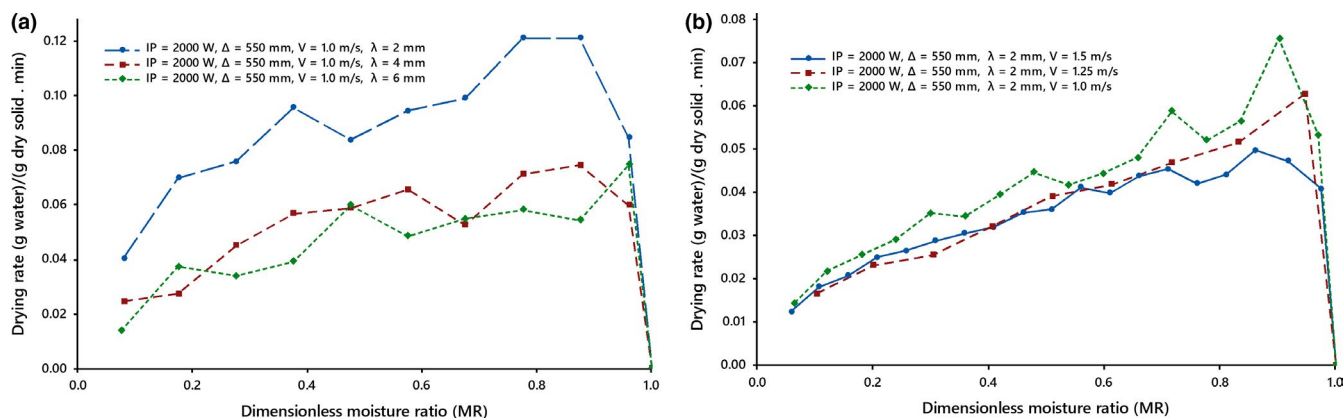 (a)
IP = 2000 W, Δ = 550 mm, V = 1.0 m/s, λ = 2 mm
IP = 2000 W, Δ = 550 mm, V = 1.0 m/s, λ = 4 mm
IP = 2000 W, Δ = 550 mm, V = 1.0 m/s, λ = 6 mm
Drying rate (g water)/(g dry solid . min)
0.12
0.10
0.08
0.06
0.04
0.02
0.00
0.0 0.2 0.4 0.6 0.8 1.0
Dimensionless moisture ratio (MR)
(b)
IP = 2000 W, Δ = 550 mm, λ = 2 mm, V = 1.5 m/s
IP = 2000 W, Δ = 550 mm, λ = 2 mm, V = 1.25 m/s
IP = 2000 W, Δ = 550 mm, λ = 2 mm, V = 1.0 m/s
Drying rate (g water)/(g dry solid . min)
0.08
0.07
0.06
0.05
0.04
0.03
0.02
0.01
0.00
0.0 0.2 0.4 0.6 0.8 1.0
Dimensionless moisture ratio (MR)